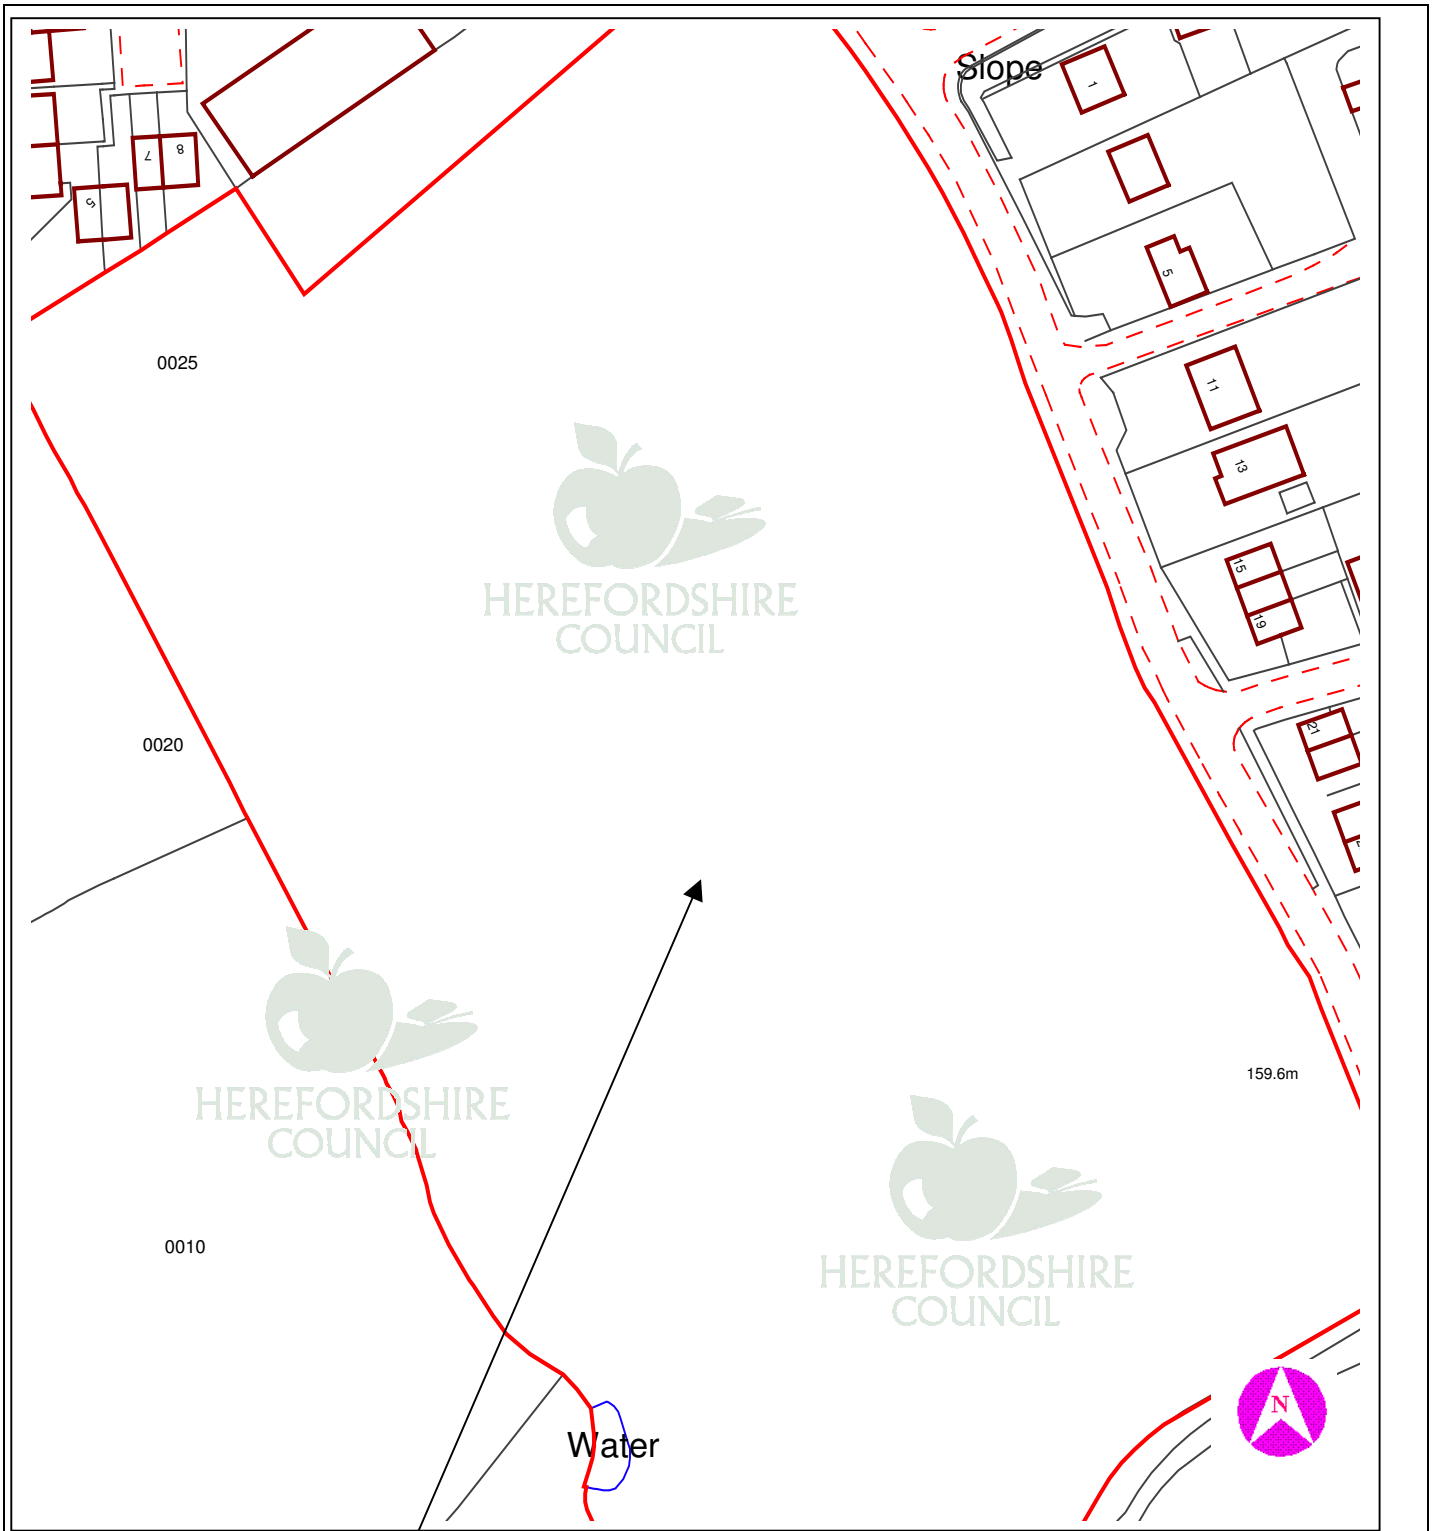 Slope
1
7
8
5
5
0025
11
13
HEREFORDSHIRE
COUNCIL
15
19
21
0020
159.6m
HEREFORDSHIRE
COUNCIL
HEREFORDSHIRE
COUNCIL
0010
N
Water